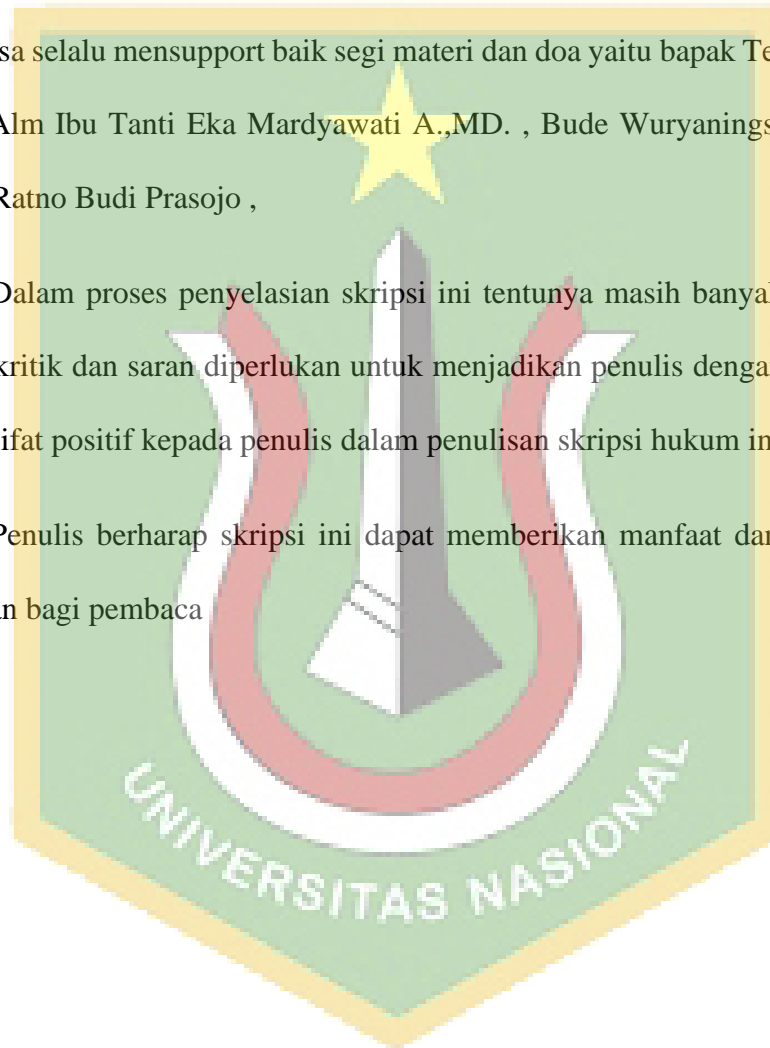 sa selalu mensupport baik segi materi dan doa yaitu bapak Te
Alm Ibu Tanti Eka Mardyawati A.,MD. , Bude Wuryanings
Ratno Budi Prasojo ,
Dalam proses penyelasian skripsi ini tentunya masih banya
kritik dan saran diperlukan untuk menjadikan penulis denga
ifat positif kepada penulis dalam penulisan skripsi hukum in
Penulis berharap skripsi ini dapat memberikan manfaat dan
n bagi pembaca
UNIVERSITAS NASIONAL